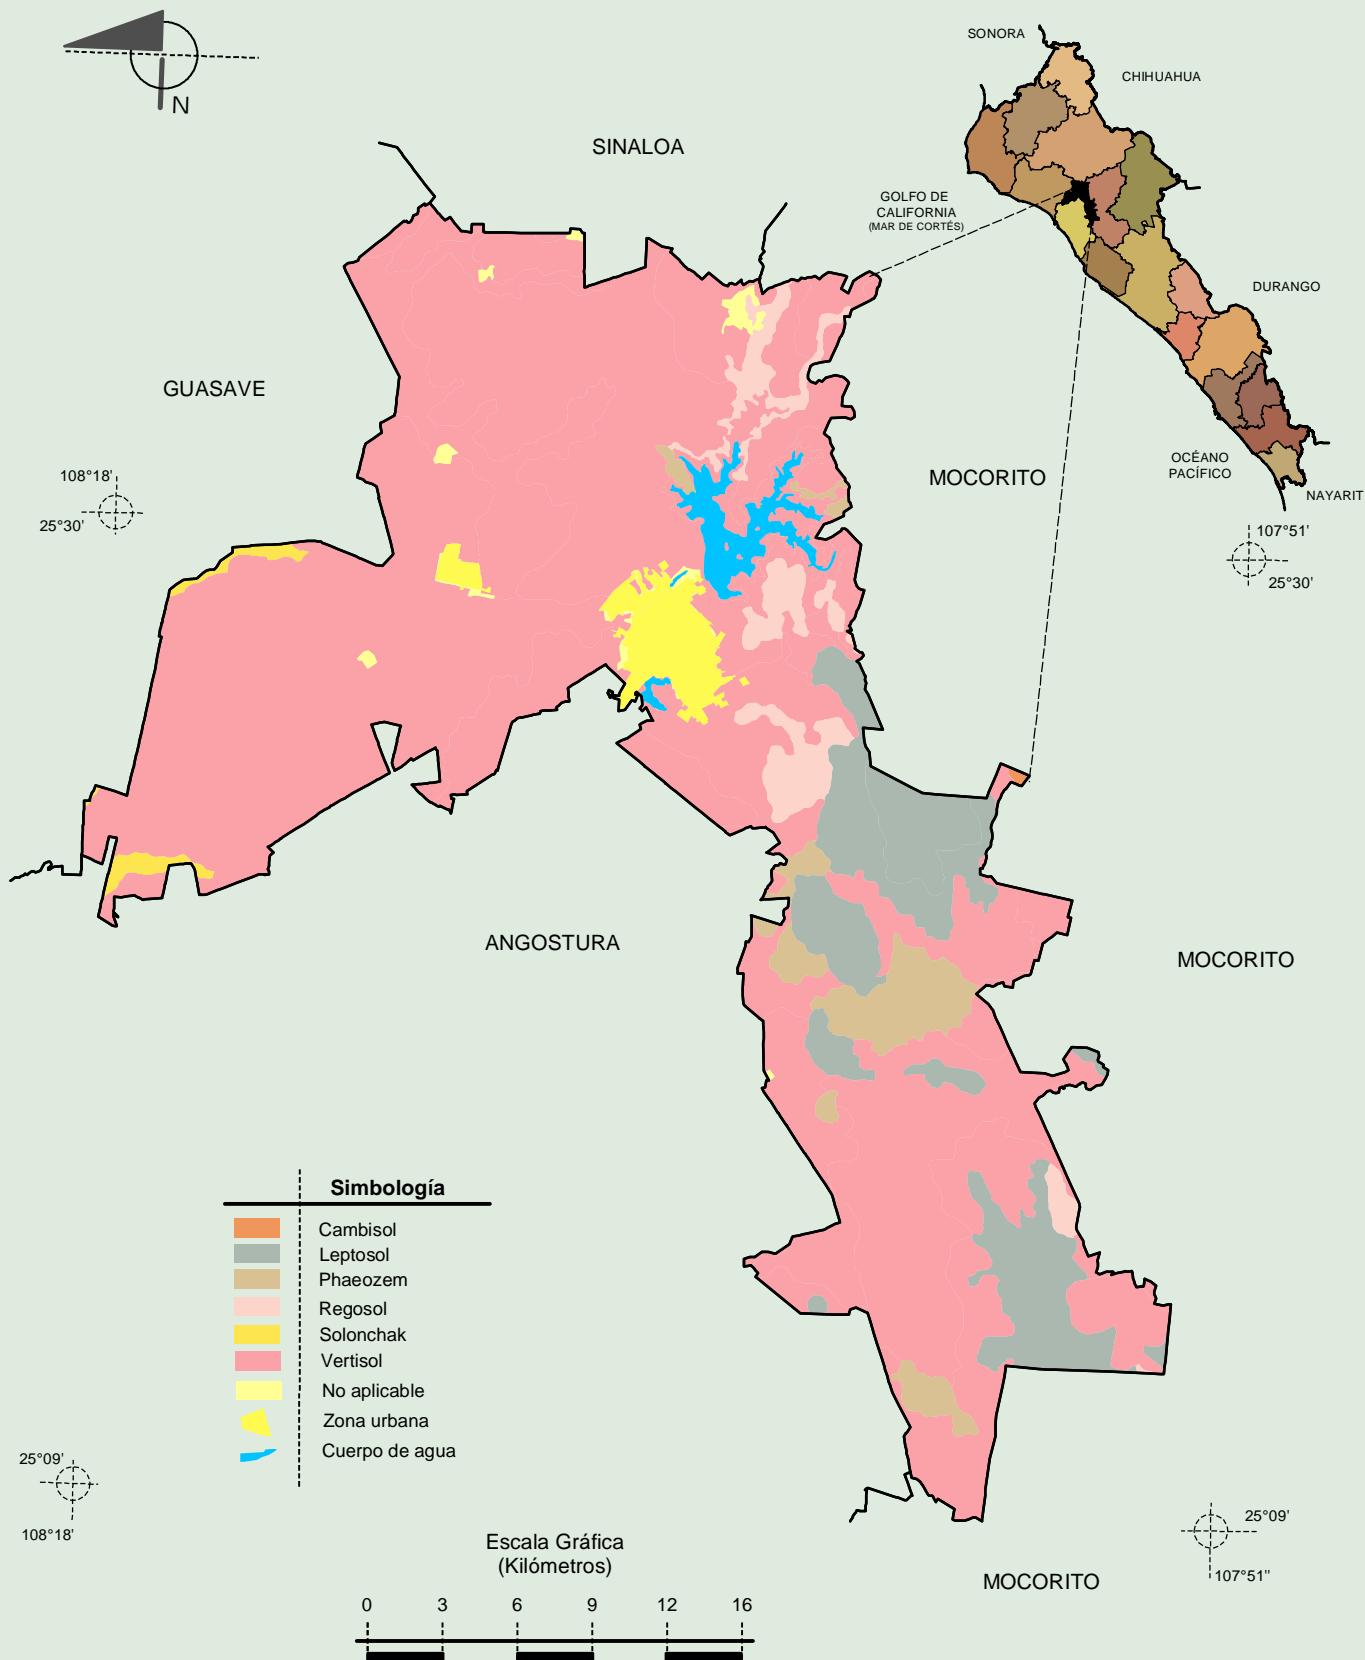 N
SONORA
CHIHUAHUA
SINALOA
GOLFO DE
CALIFORNIA
(MAR DE CORTÉS)
DURANGO
GUASAVE
OCÉANO
PACÍFICO
NAYARIT
MOCORITO
108°18'
25°30'
107°51'
25°30'
ANGOSTURA
MOCORITO
Simbología
Cambisol
Leptosol
Phaeozem
Regosol
Solonchak
Vertisol
No aplicable
Zona urbana
Cuerpo de agua
25°09'
108°18'
25°09'
107°51''
Escala Gráfica
(Kilómetros)
MOCORITO
0 3 6 9 12 16